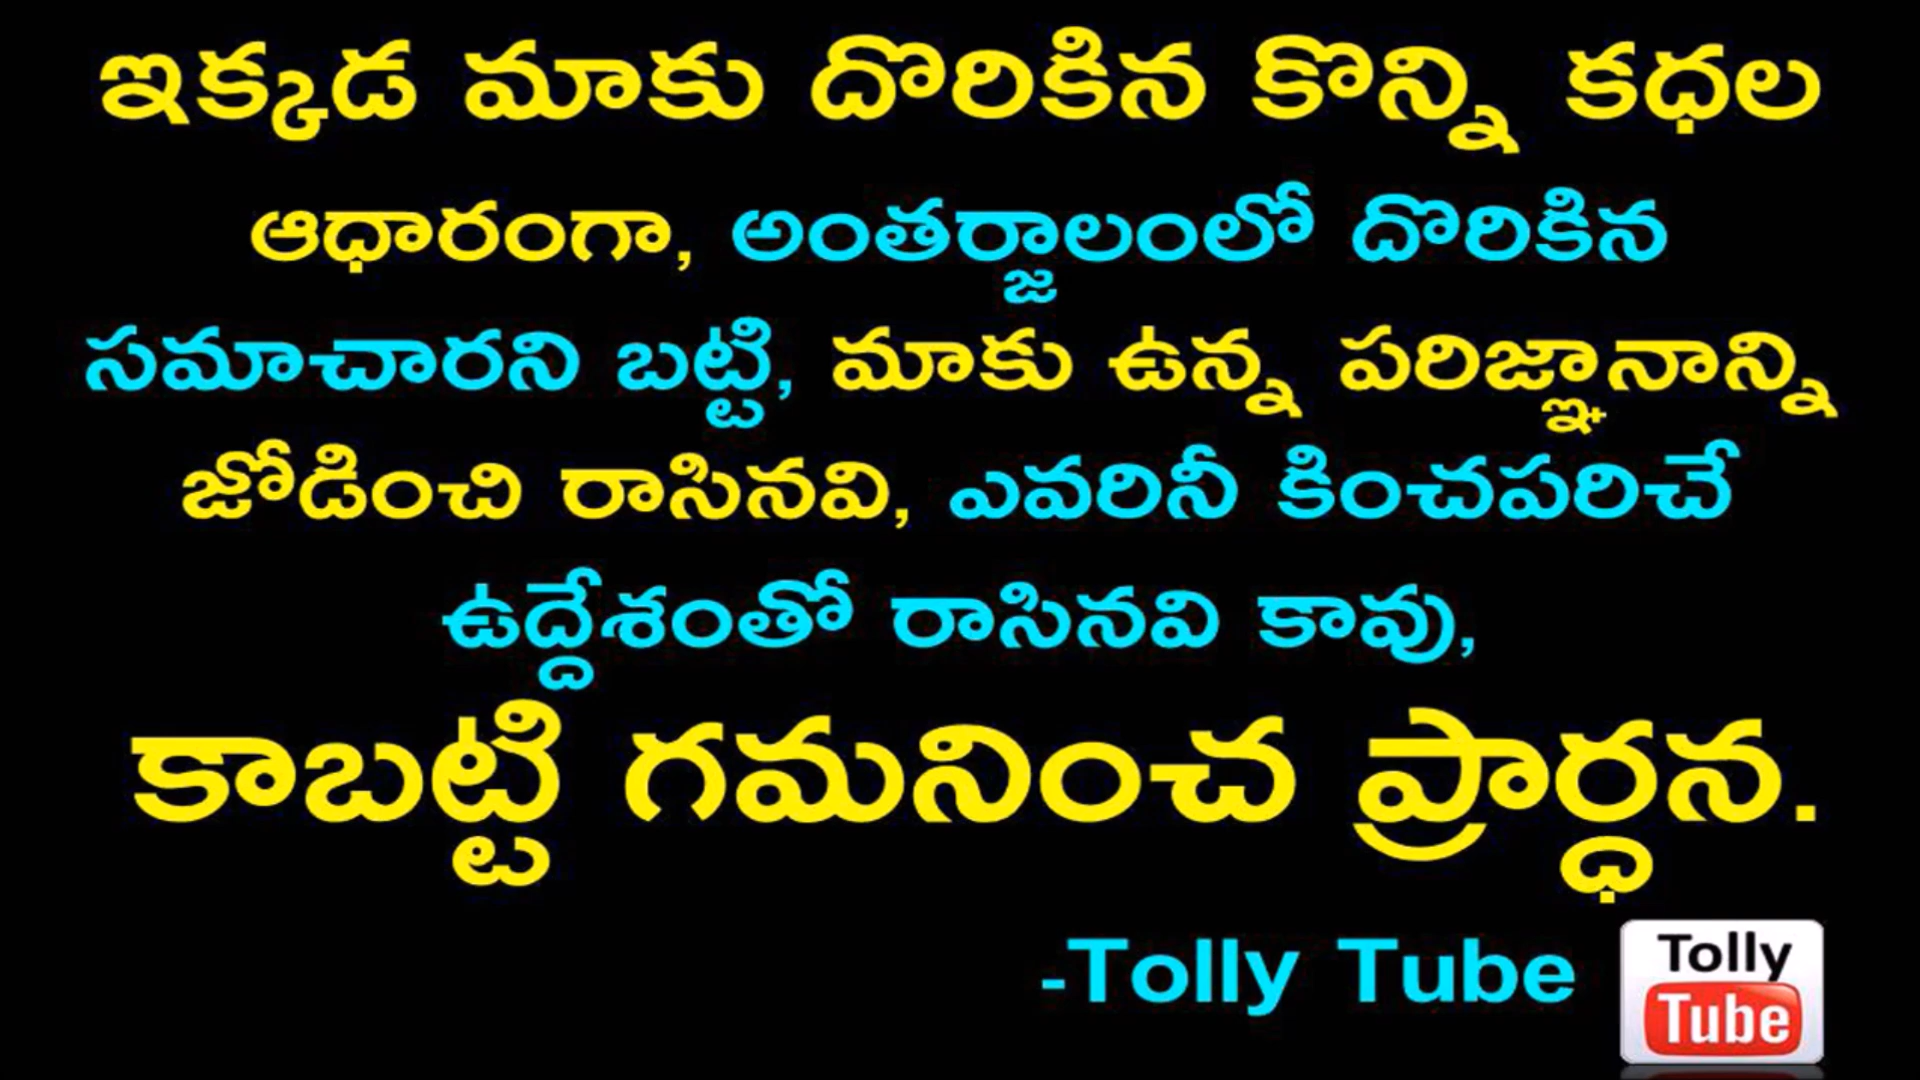 ఇక్కడ మాకు దొరికిన కొన్ని కధల
ఆధారంగా, అంతర్జాలంలో దొరికిన
సమాచారని బట్టి, మాకు ఉన్న పరిజ్ఞానాన్ని
జోడించి రాసినవి, ఎవరినీ కించపరిచే
ఉద్దేశంతో రాసినవి కావు,
కాబట్టి గమనించ ప్రార్ధన.
-Tolly Tube
Tolly
Tube